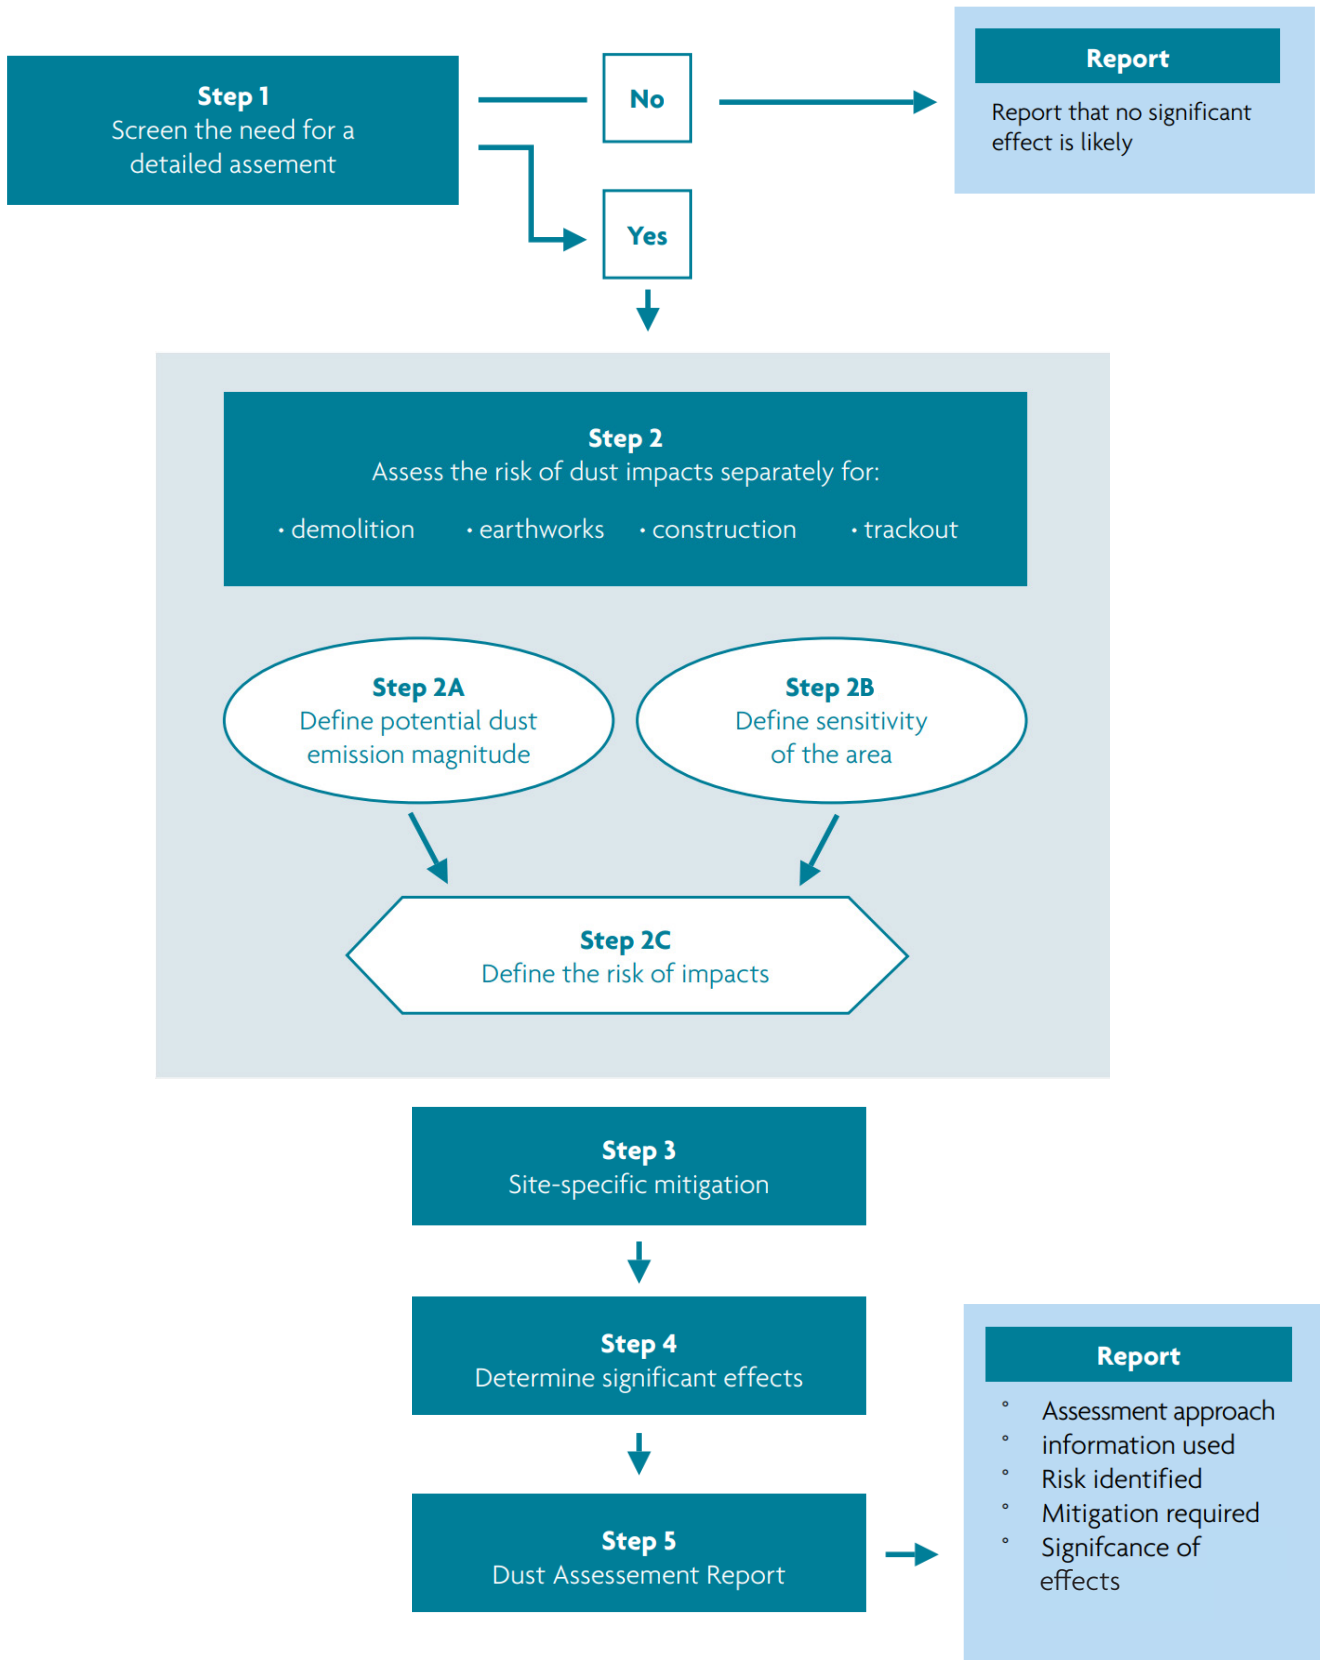 Step 1
Screen the need for a
detailed assement
No
Yes
Report
Report that no significant
effect is likely
Step 2
Assess the risk of dust impacts separately for:
• demolition • earthworks • construction • trackout
Step 2A
Define potential dust
emission magnitude
Step 2B
Define sensitivity
of the area
Step 2C
Define the risk of impacts
Step 3
Site-specific mitigation
Step 4
Determine significant effects
Step 5
Dust Assessement Report
Report
° Assessment approach
° information used
° Risk identified
° Mitigation required
° Signifcance of
effects